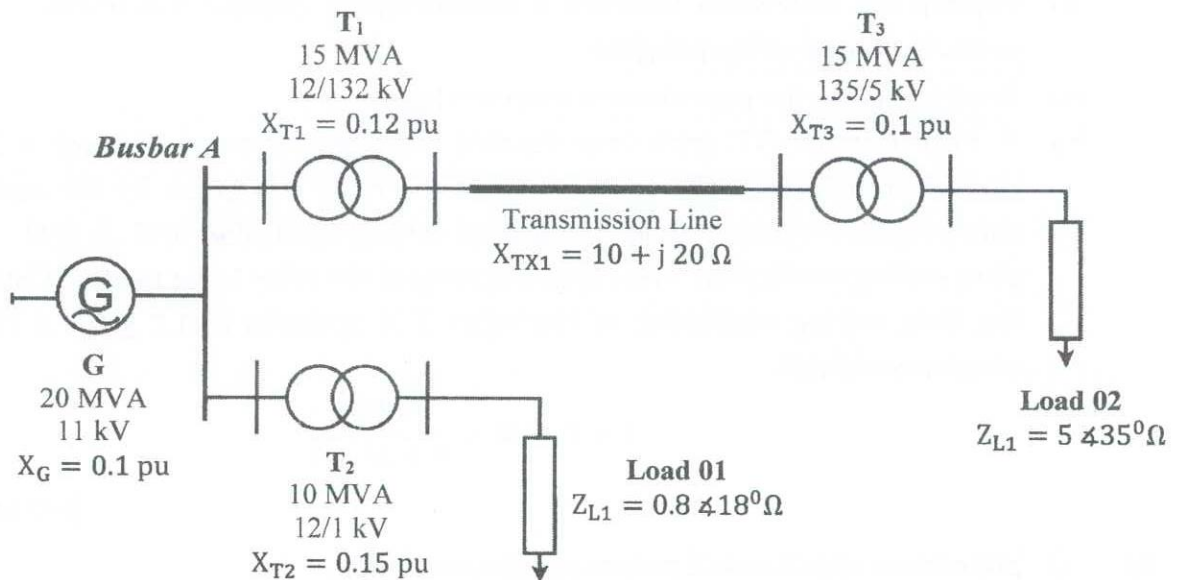 T₁
15 MVA
12/132 kV
X_T1 = 0.12 pu
T₃
15 MVA
135/5 kV
X_T3 = 0.1 pu
Busbar A
Transmission Line
X_TX1 = 10 + j 20 Ω
G
G
20 MVA
11 kV
X_G = 0.1 pu
T₂
10 MVA
12/1 kV
X_T2 = 0.15 pu
Load 01
Z_L1 = 0.8 ∡18⁰Ω
Load 02
Z_L1 = 5 ∡35⁰Ω